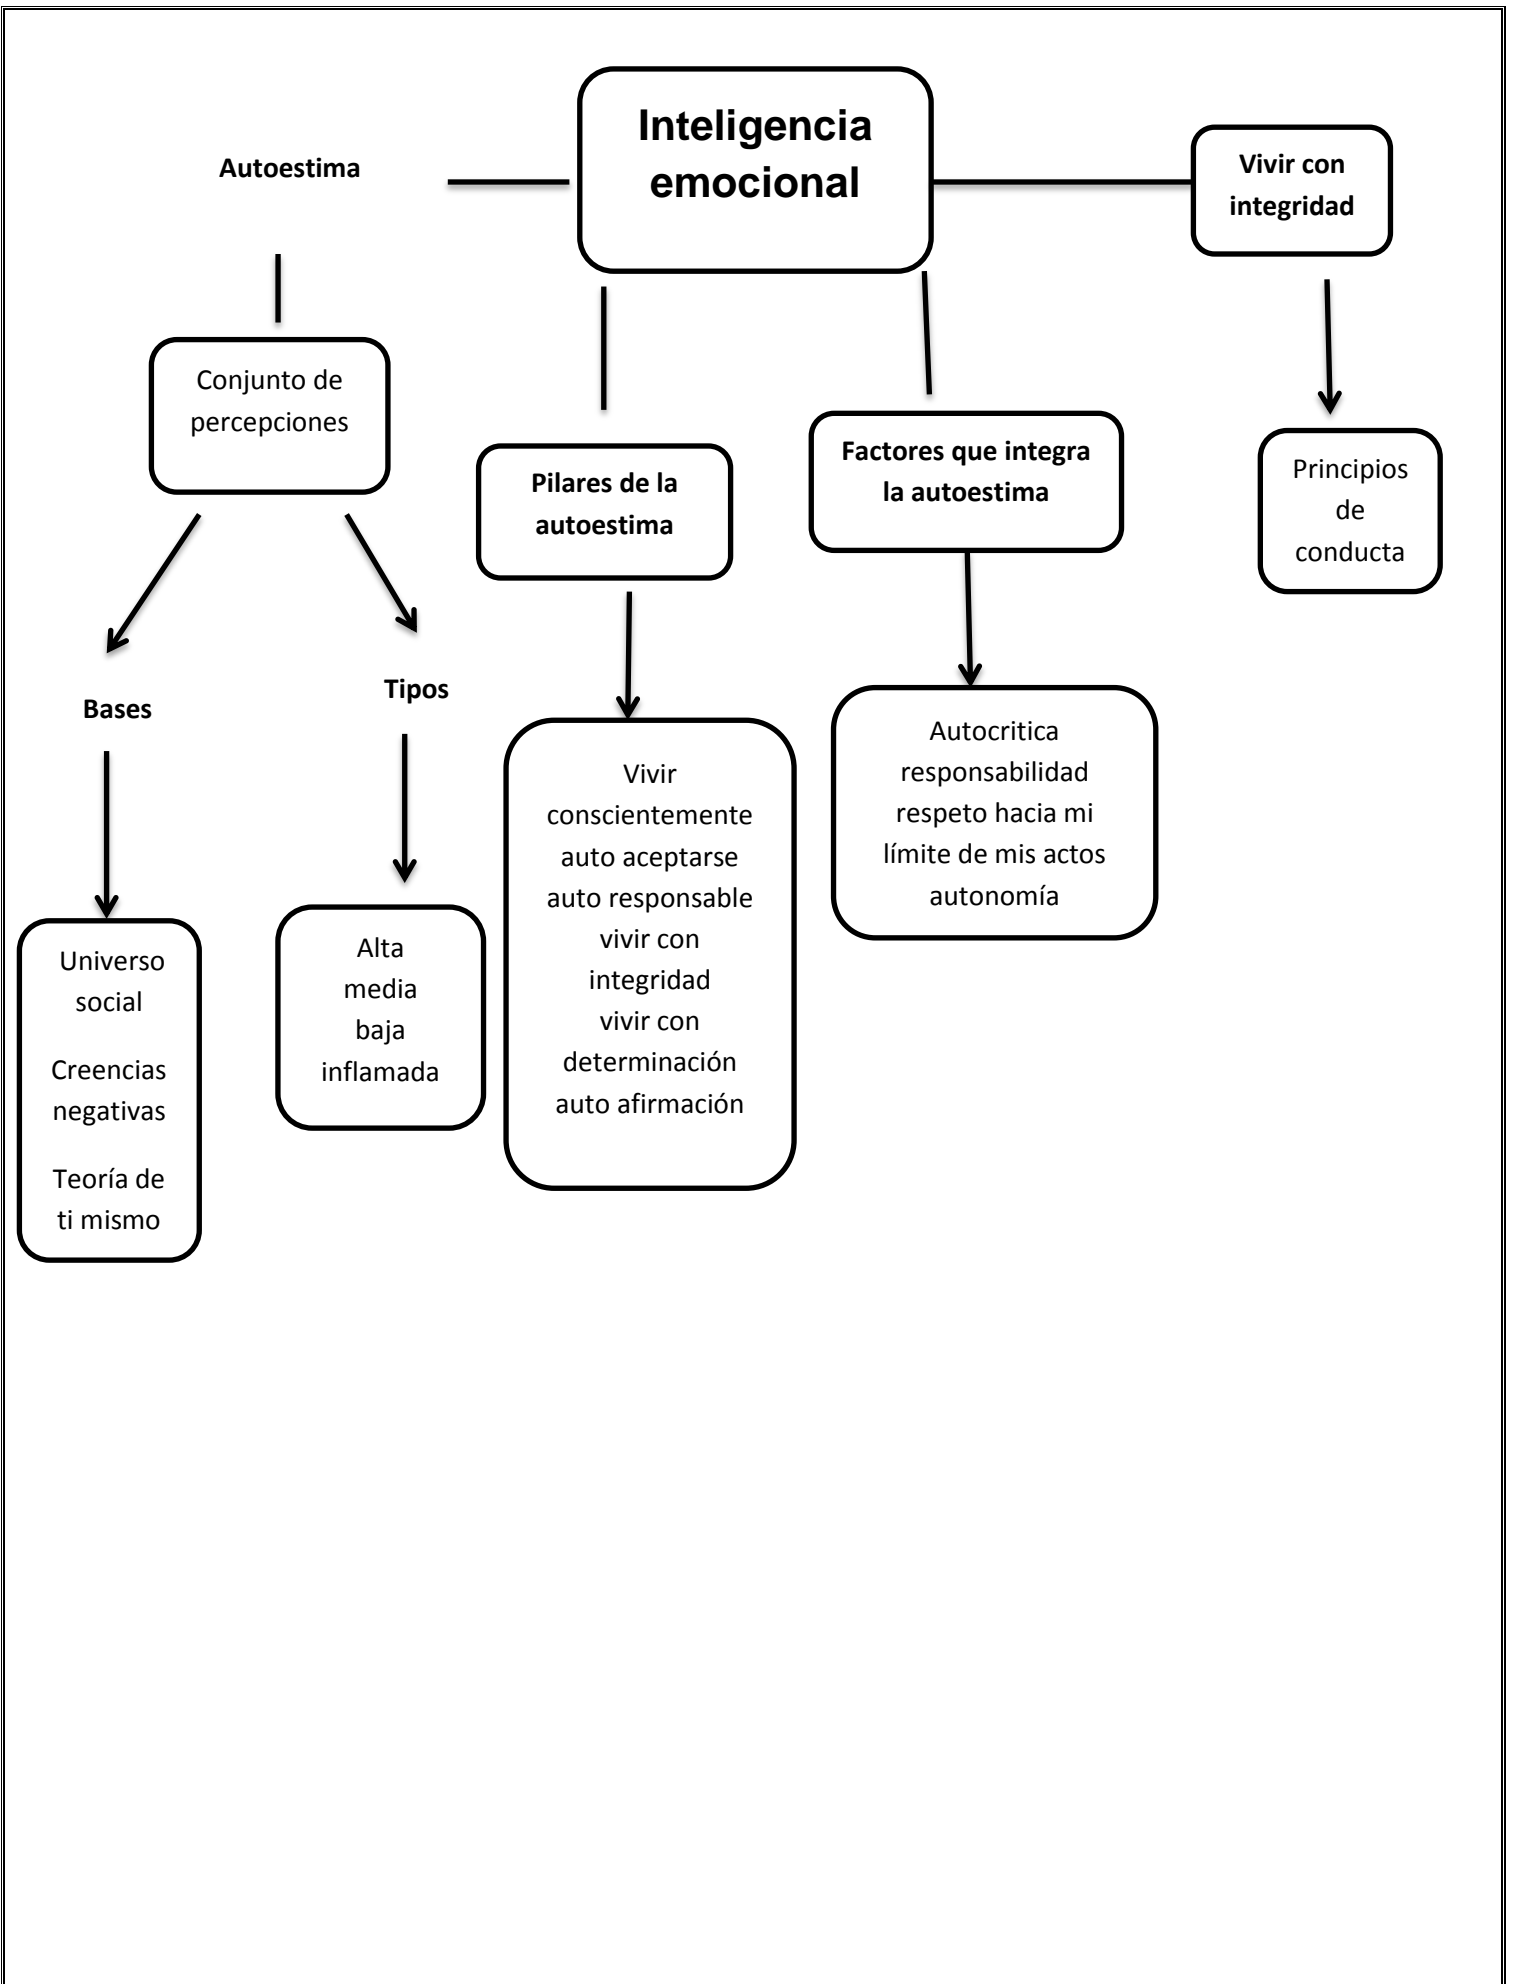 Inteligencia
emocional
Autoestima
Vivir con
integridad
Conjunto de
percepciones
Pilares de la
autoestima
Factores que integra
la autoestima
Principios
de
conducta
Bases
Tipos
Universo
social
Creencias
negativas
Teoría de
ti mismo
Alta
media
baja
inflamada
Vivir
conscientemente
auto aceptarse
auto responsable
vivir con
integridad
vivir con
determinación
auto afirmación
Autocritica
responsabilidad
respeto hacia mi
límite de mis actos
autonomía